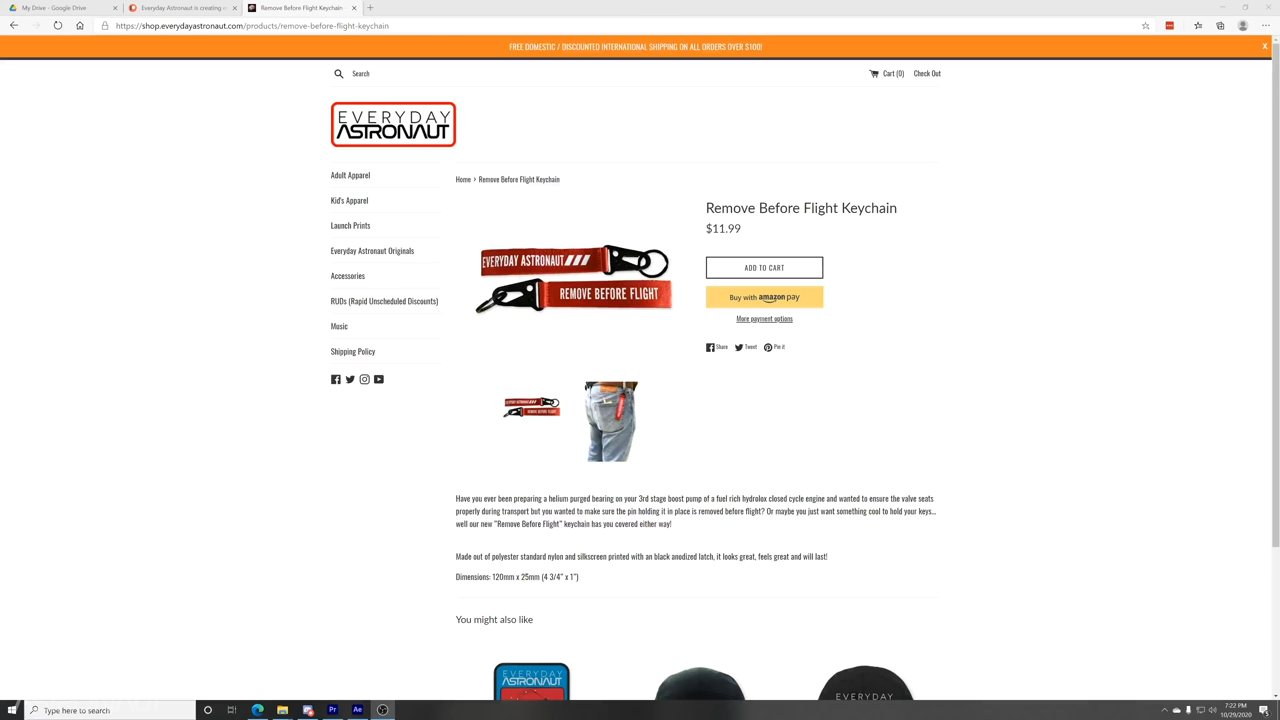 My Drive - Google Drive
Everyday Astronaut is creating
Remove Before Flight Keychain
https://shop.everydayastronaut.com/products/remove-before-flight-keychain
FREE DOMESTIC / DISCOUNTED INTERNATIONAL SHIPPING ON ALL ORDERS OVER $100!
X
Search
Cart (0)
Check Out
EVERYDAY
ASTRONAUT
Adult Apparel
Kid's Apparel
Launch Prints
Everyday Astronaut Originals
Accessories
RUDs (Rapid Unscheduled Discounts)
Music
Shipping Policy
Home › Remove Before Flight Keychain
EVERYDAY ASTRONAUT
REMOVE BEFORE FLIGHT
Remove Before Flight Keychain
$11.99
ADD TO CART
Buy with amazon pay
More payment options
Share
Tweet
Pin it
EVERYDAY ASTRONAUT
REMOVE BEFORE FLIGHT
Have you ever been preparing a helium purged bearing on your 3rd stage boost pump of a fuel rich hydrolox closed cycle engine and wanted to ensure the valve seats
properly during transport but you wanted to make sure the pin holding it in place is removed before flight? Or maybe you just want something cool to hold your keys...
well our new "Remove Before Flight" keychain has you covered either way!
Made out of polyester standard nylon and silkscreen printed with an black anodized latch, it looks great, feels great and will last!
Dimensions: 120mm x 25mm (4 3/4" x 1")
You might also like
EVERYDAY
ASTRONAUT
EVERYDAY
Type here to search
Pr
Ae
7:22 PM
10/29/2020